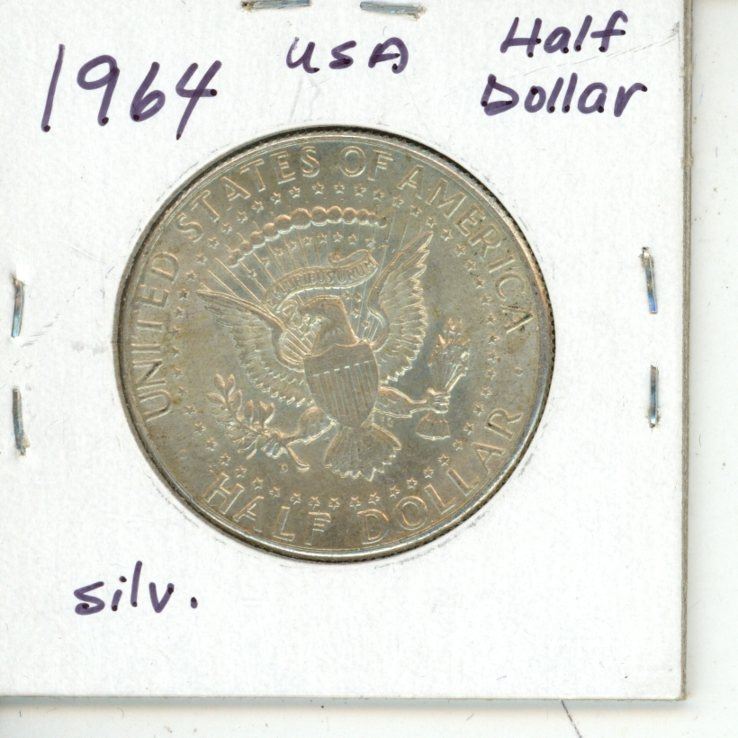 1964 USA Half Dollar
UNITED STATES OF AMERICA
PLURIBUS UNUM
D
HALF DOLLAR
silv.